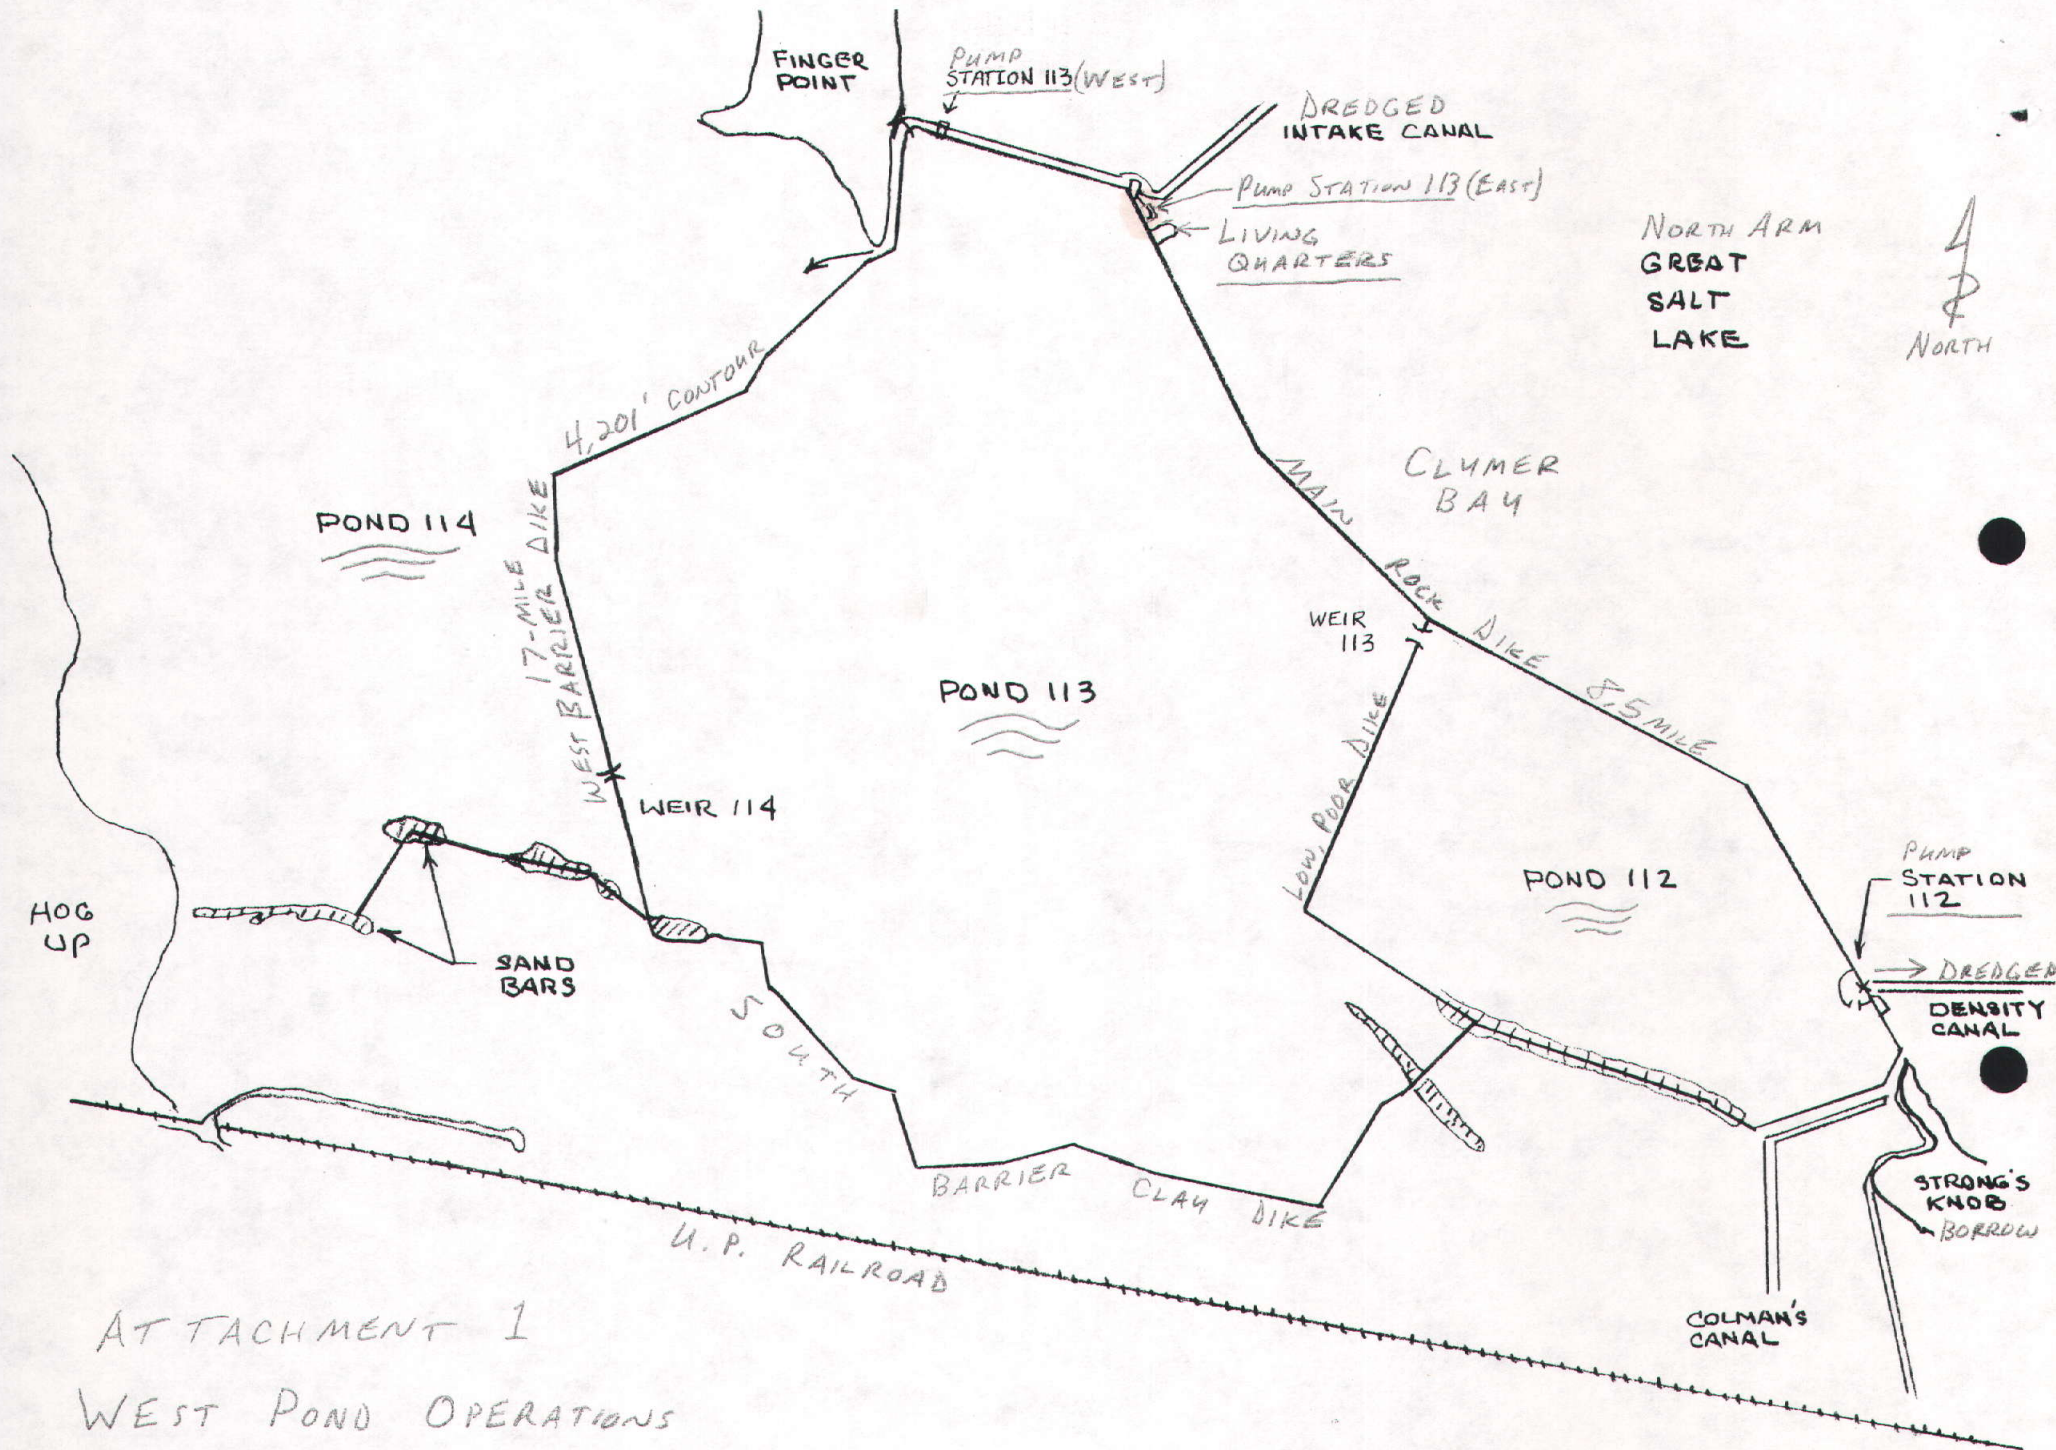 FINGER
POINT
PUMP
STATION 113 (WEST)
DREDGED
INTAKE CANAL
PUMP STATION 113 (EAST)
LIVING
QUARTERS
NORTH ARM
GREAT
SALT
LAKE
NORTH
4,201' CONTOUR
CLYMER
BAY
POND 114
17-MILE
WEST BARRIER DIKE
MAIN ROCK DIKE 8.5 MILE
WEIR
113
POND 113
LOW, POOR DIKE
WEIR 114
POND 112
PUMP
STATION
112
HOG
UP
SAND
BARS
DREDGED
DENSITY
CANAL
SOUTH BARRIER CLAY DIKE
STRONG'S
KNOB
BORROW
U.P. RAILROAD
COLMAN'S
CANAL
ATTACHMENT 1
WEST POND OPERATIONS